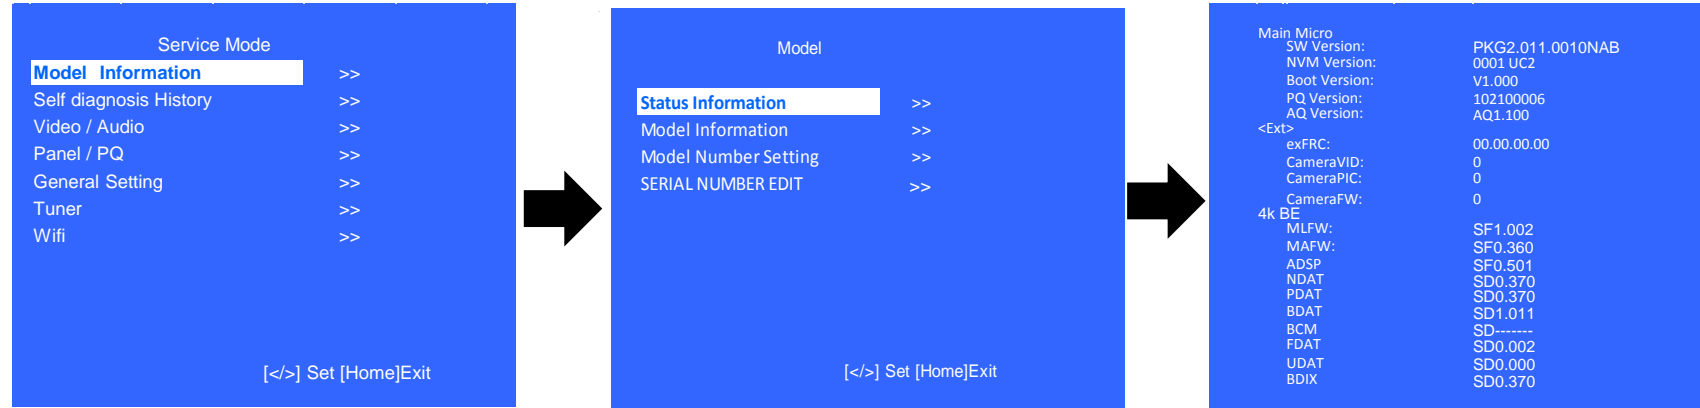 Service Mode
Model Information >>
Self diagnosis History >>
Video / Audio >>
Panel / PQ >>
General Setting >>
Tuner >>
Wifi >>
[</>] Set [Home]Exit
Model
Status Information >>
Model Information >>
Model Number Setting >>
SERIAL NUMBER EDIT >>
[</>] Set [Home]Exit
Main Micro
SW Version: PKG2.011.0010NAB
NVM Version: 0001 UC2
Boot Version: V1.000
PQ Version: 102100006
AQ Version: AQ1.100
<Ext>
exFRC: 00.00.00.00
CameraVID: 0
CameraPIC: 0
CameraFW: 0
4k BE
MLFW: SF1.002
MAFW: SF0.360
ADSP SF0.501
NDAT SD0.370
PDAT SD0.370
BDAT SD1.011
BCM SD-------
FDAT SD0.002
UDAT SD0.000
BDIX SD0.370